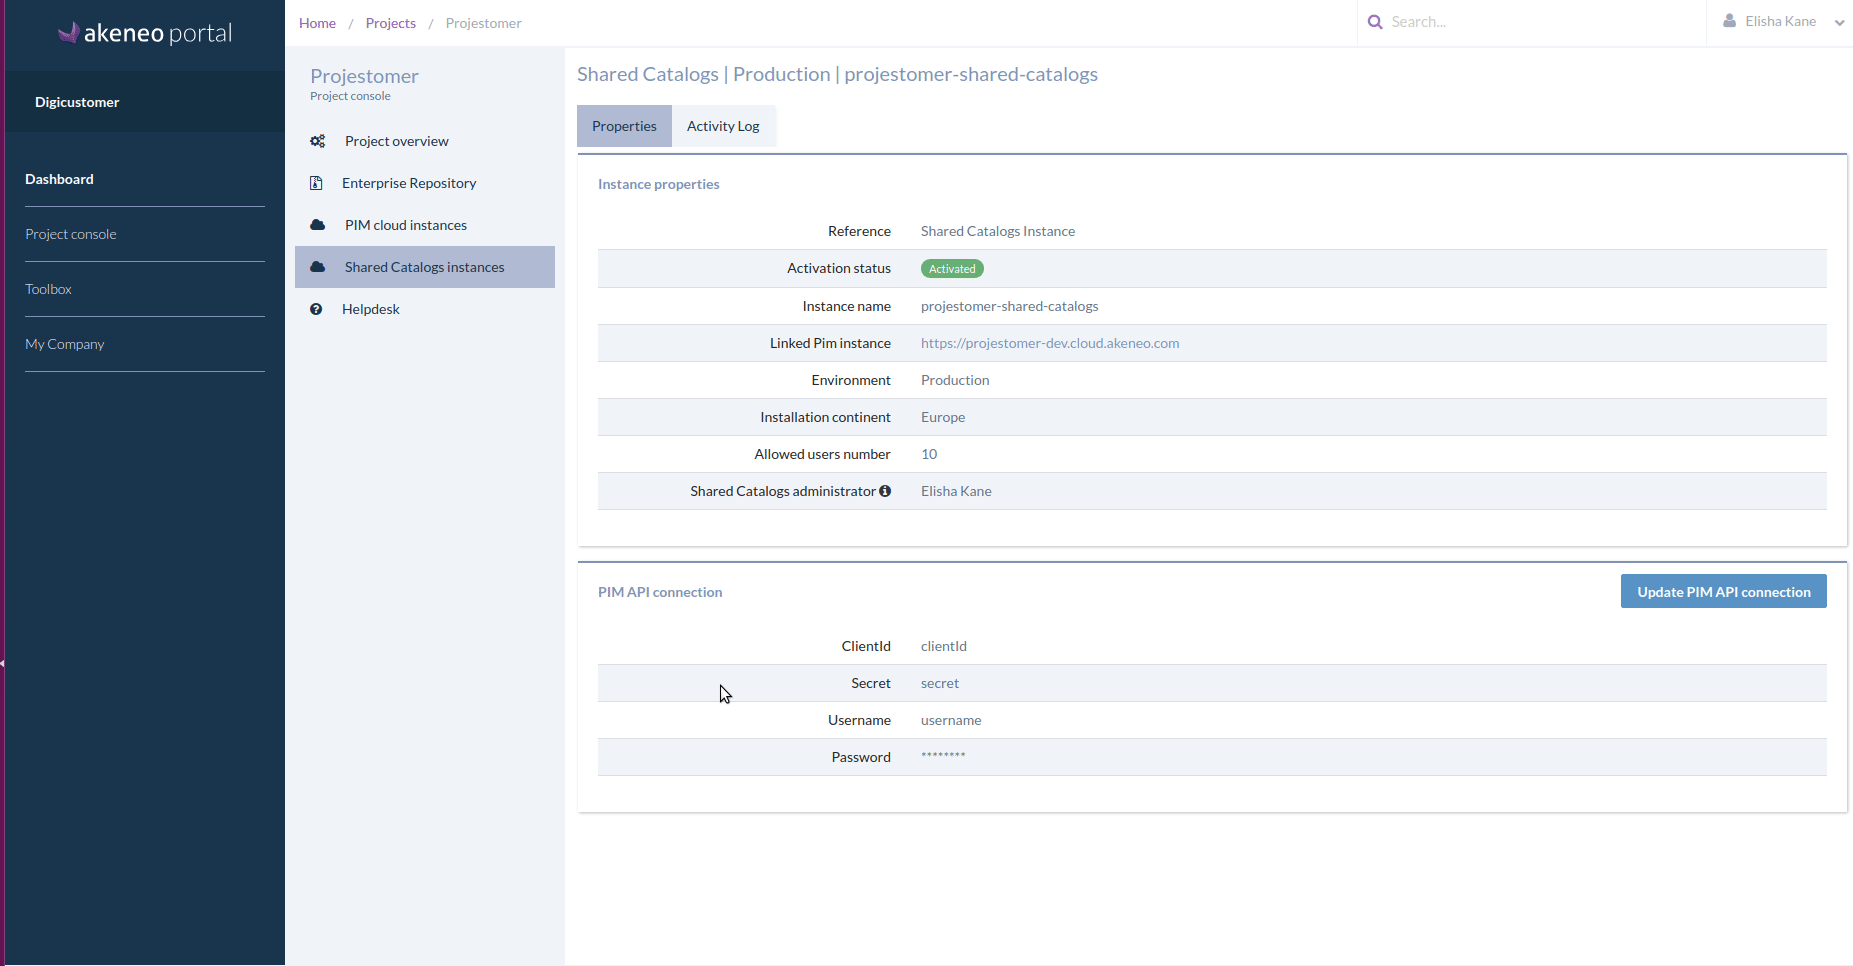 akeneo portal
Digicustomer
Dashboard
Project console
Toolbox
My Company
Home / Projects / Projestomer
Search...
Elisha Kane
Projestomer
Project console
Project overview
Enterprise Repository
PIM cloud instances
Shared Catalogs instances
Helpdesk
Shared Catalogs | Production | projestomer-shared-catalogs
Properties
Activity Log
Instance properties
Reference Shared Catalogs Instance
Activation status Activated
Instance name projestomer-shared-catalogs
Linked Pim instance https://projestomer-dev.cloud.akeneo.com
Environment Production
Installation continent Europe
Allowed users number 10
Shared Catalogs administrator Elisha Kane
PIM API connection
Update PIM API connection
ClientId clientId
Secret secret
Username username
Password ********